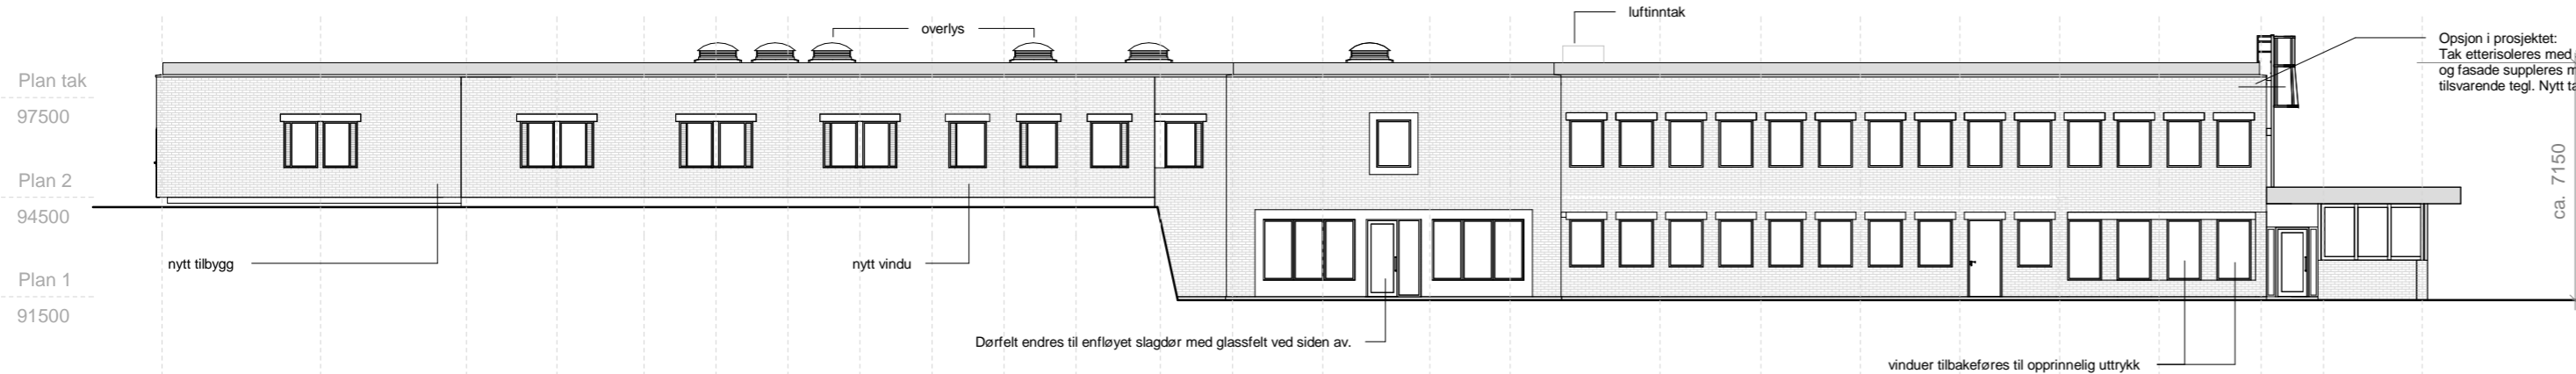 luftinntak
overlys
Opsjon i prosjektet:
Tak etterisoleres med
og fasade suppleres
tilsvarende tegl. Nytt
Plan tak
97500
Plan 2
94500
Plan 1
91500
ca. 7150
nytt tilbygg
nytt vindu
Dørfelt endres til enfløyet slagdør med glassfelt ved siden av.
vinduer tilbakeføres til opprinnelig uttrykk